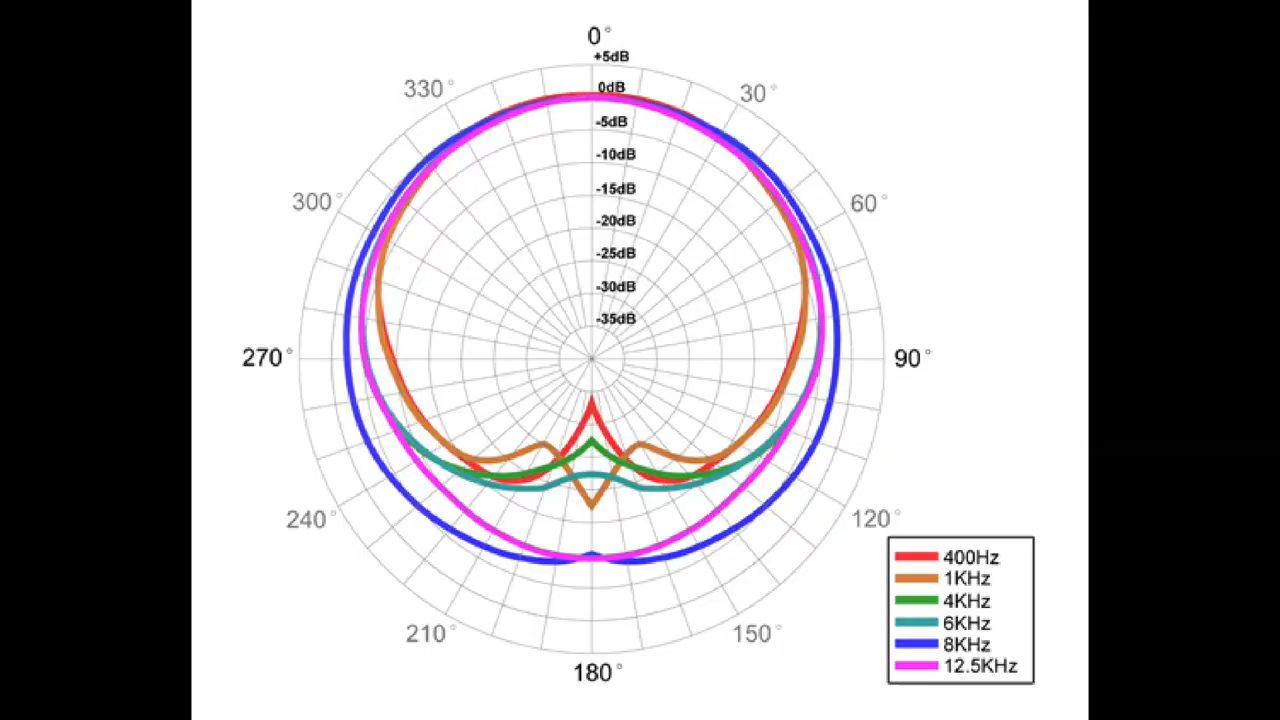 0°
+5dB
330°
0dB
30°
-5dB
-10dB
-15dB
300°
60°
-20dB
-25dB
-30dB
-35dB
270°
90°
240°
120°
210°
150°
180°
400Hz
1KHz
4KHz
6KHz
8KHz
12.5KHz